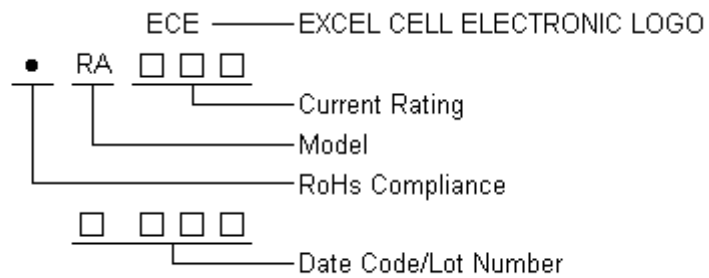 ECE EXCEL CELL ELECTRONIC LOGO
● RA □ □ □
Current Rating
Model
RoHs Compliance
□ □ □ □
Date Code/Lot Number